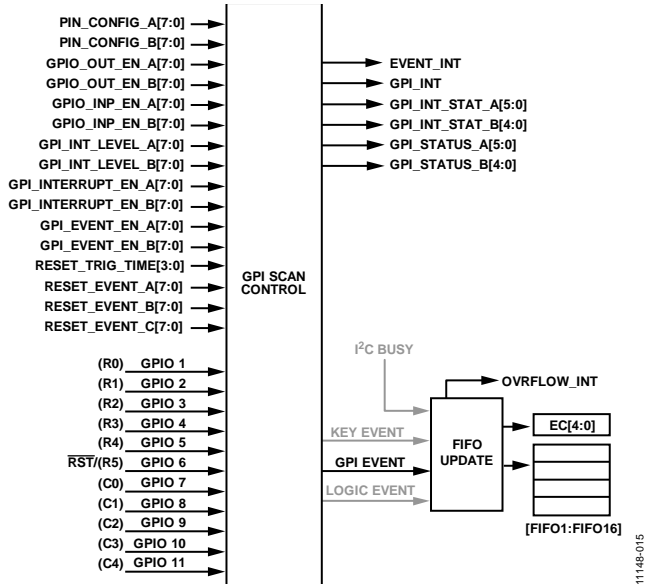 PIN_CONFIG_A[7:0]
PIN_CONFIG_B[7:0]
GPIO_OUT_EN_A[7:0]
GPIO_OUT_EN_B[7:0]
GPIO_INP_EN_A[7:0]
GPIO_INP_EN_B[7:0]
GPI_INT_LEVEL_A[7:0]
GPI_INT_LEVEL_B[7:0]
GPI_INTERRUPT_EN_A[7:0]
GPI_INTERRUPT_EN_B[7:0]
GPI_EVENT_EN_A[7:0]
GPI_EVENT_EN_B[7:0]
RESET_TRIG_TIME[3:0]
RESET_EVENT_A[7:0]
RESET_EVENT_B[7:0]
RESET_EVENT_C[7:0]
(R0) GPIO 1
(R1) GPIO 2
(R2) GPIO 3
(R3) GPIO 4
(R4) GPIO 5
RST/(R5) GPIO 6
(C0) GPIO 7
(C1) GPIO 8
(C2) GPIO 9
(C3) GPIO 10
(C4) GPIO 11
GPI SCAN
CONTROL
EVENT_INT
GPI_INT
GPI_INT_STAT_A[5:0]
GPI_INT_STAT_B[4:0]
GPI_STATUS_A[5:0]
GPI_STATUS_B[4:0]
I2C BUSY
KEY EVENT
GPI EVENT
LOGIC EVENT
FIFO
UPDATE
OVRFLOW_INT
EC[4:0]
[FIFO1:FIFO16]
11148-015